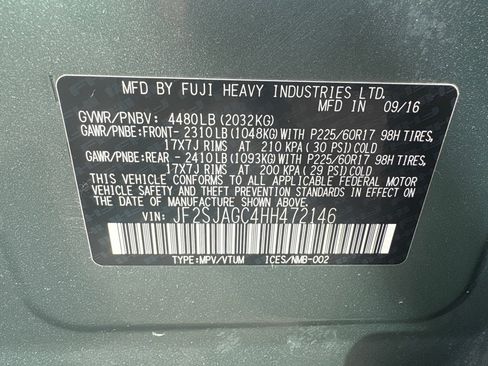 MFD BY FUJI HEAVY INDUSTRIES LTD.
MFD IN 09/16
GVWR/PNBV: 4480LB(2032KG)
GAWR/PNBE:FRONT- 2310LB(1048KG)WITH P225/60R17 98H TIRES,
17X7J RIMS AT 210 KPA(30 PSI)COLD
GAWR/PNBE:REAR - 2410LB(1093KG)WITH P225/60R17 98H TIRES,
17X7J RIMS AT 200 KPA(29 PSI)COLD
THIS VEHICLE CONFORMS TO ALL APPLICABLE FEDERAL MOTOR
VEHICLE SAFETY AND THEFT PREVENTION STANDARDS IN EFFECT
ON THE DATE OF MANUFACTURE SHOWN ABOVE.
VIN: JF2SJAGC4HH472146
TYPE:MPV/VTUM ICES/NMB-002